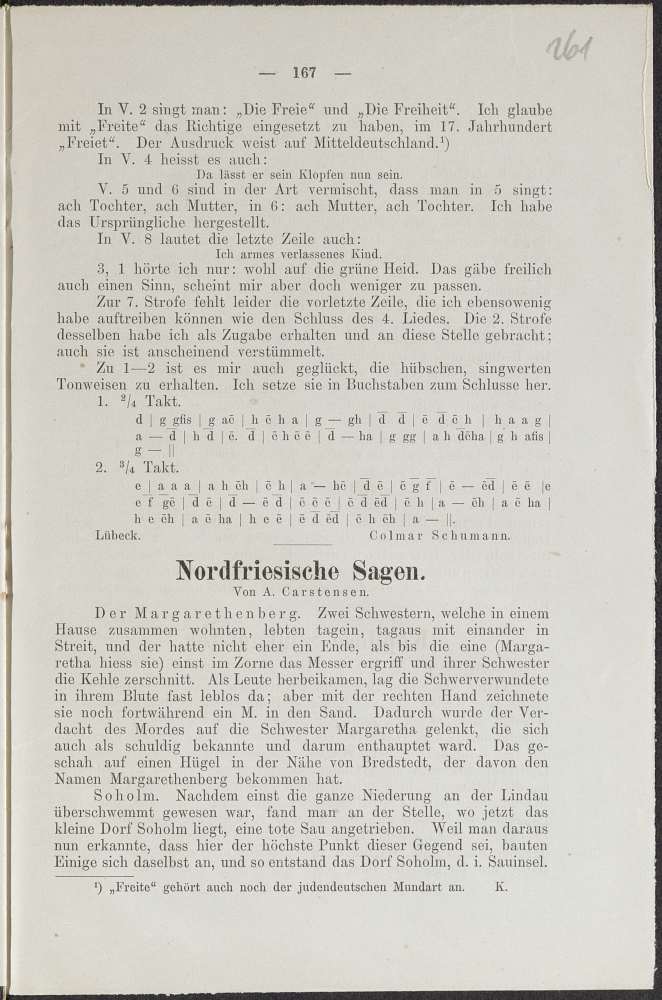 261
— 167 —
In V. 2 singt man: „Die Freie“ und „Die Freiheit“. Ich glaube
mit „Freite“ das Richtige eingesetzt zu haben, im 17. Jahrhundert
„Freiet“. Der Ausdruck weist auf Mitteldeutschland.¹)
In V. 4 heisst es auch:
Da lässt er sein Klopfen nun sein.
V. 5 und 6 sind in der Art vermischt, dass man in 5 singt:
ach Tochter, ach Mutter, in 6: ach Mutter, ach Tochter. Ich habe
das Ursprüngliche hergestellt.
In V. 8 lautet die letzte Zeile auch:
Ich armes verlassenes Kind.
3, 1 hörte ich nur: wohl auf die grüne Heid. Das gäbe freilich
auch einen Sinn, scheint mir aber doch weniger zu passen.
Zur 7. Strofe fehlt leider die vorletzte Zeile, die ich ebensowenig
habe auftreiben können wie den Schluss des 4. Liedes. Die 2. Strofe
desselben habe ich als Zugabe erhalten und an diese Stelle gebracht;
auch sie ist anscheinend verstümmelt.
Zu 1—2 ist es mir auch geglückt, die hübschen, singwerten
Tonweisen zu erhalten. Ich setze sie in Buchstaben zum Schlusse her.
1. 2/4 Takt.
d | g gfis | g ac̄ | h c̄ h a | g — gh | d̄ d̄ | c̄ d̄ c̄ h | h a a g |
a — d̄ | h d̄ | c̄. d̄ | c̄ h c̄ c̄ | d̄ — ha | g gg | a h d̄c̄ha | g h afis |
g — ||
2. 3/4 Takt.
e | a a a | a h c̄h | c̄ h | a — hc̄ | d̄ c̄ | ē ḡ f̄ | ē — ēd̄ | c̄ c̄ |e
e f gē | d̄ c̄ | d — ē d̄ | c̄ c̄ c̄ | ē d̄ ēd̄ | c̄ h | a — c̄h | a c̄ ha |
h e c̄h | a c̄ ha | h e ē | ē d̄ ēd̄ | c̄ h c̄h | a — ||.
Lübeck. Colmar Schumann.
Nordfriesische Sagen.
Von A. Carstensen.
Der Margarethenberg. Zwei Schwestern, welche in einem
Hause zusammen wohnten, lebten tagein, tagaus mit einander in
Streit, und der hatte nicht eher ein Ende, als bis die eine (Marga-
retha hiess sie) einst im Zorne das Messer ergriff und ihrer Schwester
die Kehle zerschnitt. Als Leute herbeikamen, lag die Schwerverwundete
in ihrem Blute fast leblos da; aber mit der rechten Hand zeichnete
sie noch fortwährend ein M. in den Sand. Dadurch wurde der Ver-
dacht des Mordes auf die Schwester Margaretha gelenkt, die sich
auch als schuldig bekannte und darum enthauptet ward. Das ge-
schah auf einen Hügel in der Nähe von Bredstedt, der davon den
Namen Margarethenberg bekommen hat.
Soholm. Nachdem einst die ganze Niederung an der Lindau
überschwemmt gewesen war, fand man an der Stelle, wo jetzt das
kleine Dorf Soholm liegt, eine tote Sau angetrieben. Weil man daraus
nun erkannte, dass hier der höchste Punkt dieser Gegend sei, bauten
Einige sich daselbst an, und so entstand das Dorf Soholm, d. i. Sauinsel.
¹) „Freite“ gehört auch noch der judendeutschen Mundart an. K.